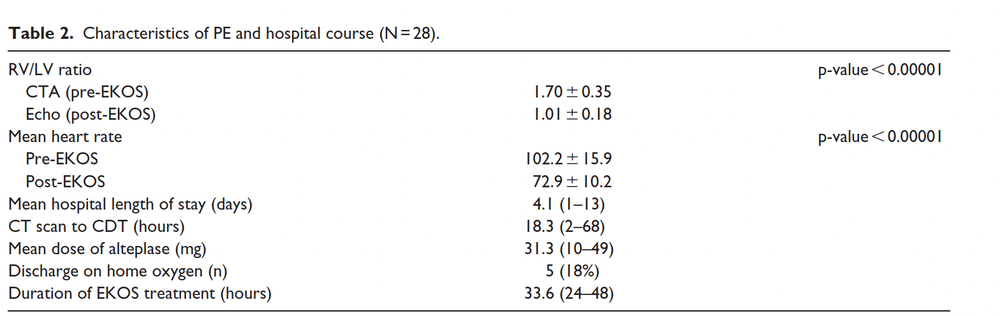 Table 2. Characteristics of PE and hospital course (N = 28).
RV/LV ratio p-value < 0.00001
CTA (pre-EKOS) 1.70 ± 0.35
Echo (post-EKOS) 1.01 ± 0.18
Mean heart rate p-value < 0.00001
Pre-EKOS 102.2 ± 15.9
Post-EKOS 72.9 ± 10.2
Mean hospital length of stay (days) 4.1 (1–13)
CT scan to CDT (hours) 18.3 (2–68)
Mean dose of alteplase (mg) 31.3 (10–49)
Discharge on home oxygen (n) 5 (18%)
Duration of EKOS treatment (hours) 33.6 (24–48)